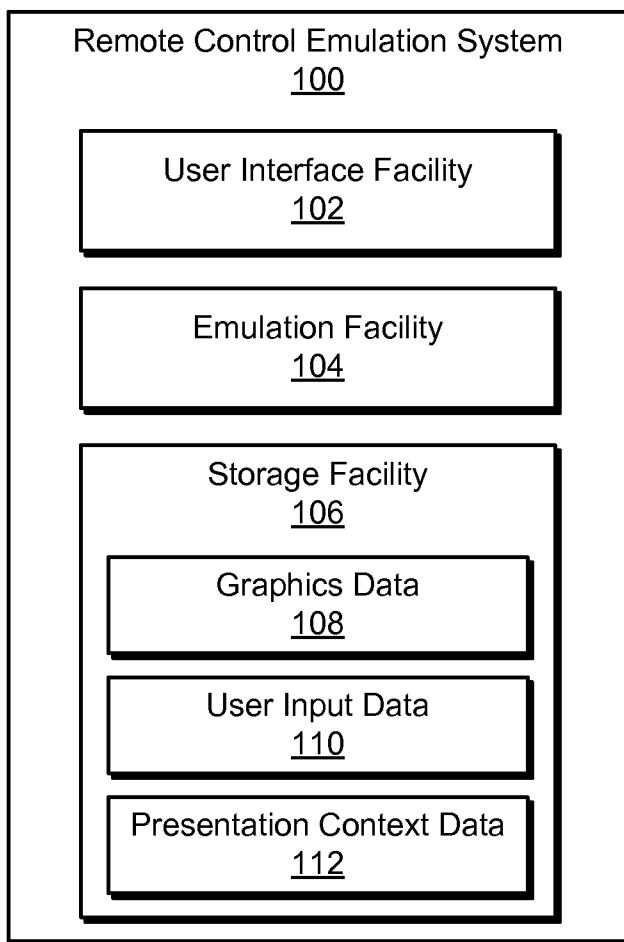 Remote Control Emulation System
100
User Interface Facility
102
Emulation Facility
104
Storage Facility
106
Graphics Data
108
User Input Data
110
Presentation Context Data
112